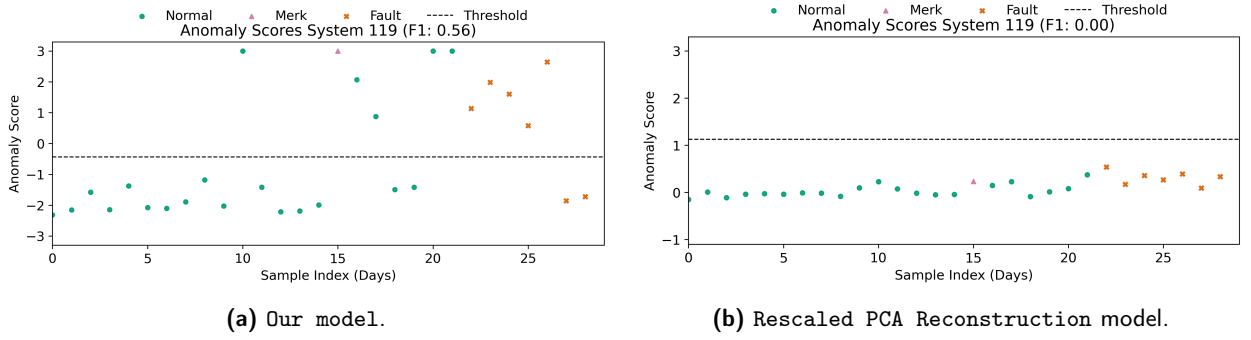 Normal Merk Fault Threshold
Anomaly Scores System 119 (F1: 0.56)
Anomaly Score
3
2
1
0
−1
−2
−3
0 5 10 15 20 25
Sample Index (Days)
(a) Our model.
Normal Merk Fault Threshold
Anomaly Scores System 119 (F1: 0.00)
Anomaly Score
3
2
1
0
−1
0 5 10 15 20 25
Sample Index (Days)
(b) Rescaled PCA Reconstruction model.